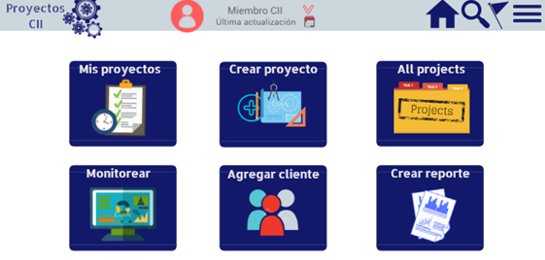 Proyectos
CII
Miembro CII
Última actualización
Mis proyectos
Crear proyecto
All projects
Projects
Monitorear
Agregar cliente
Crear reporte